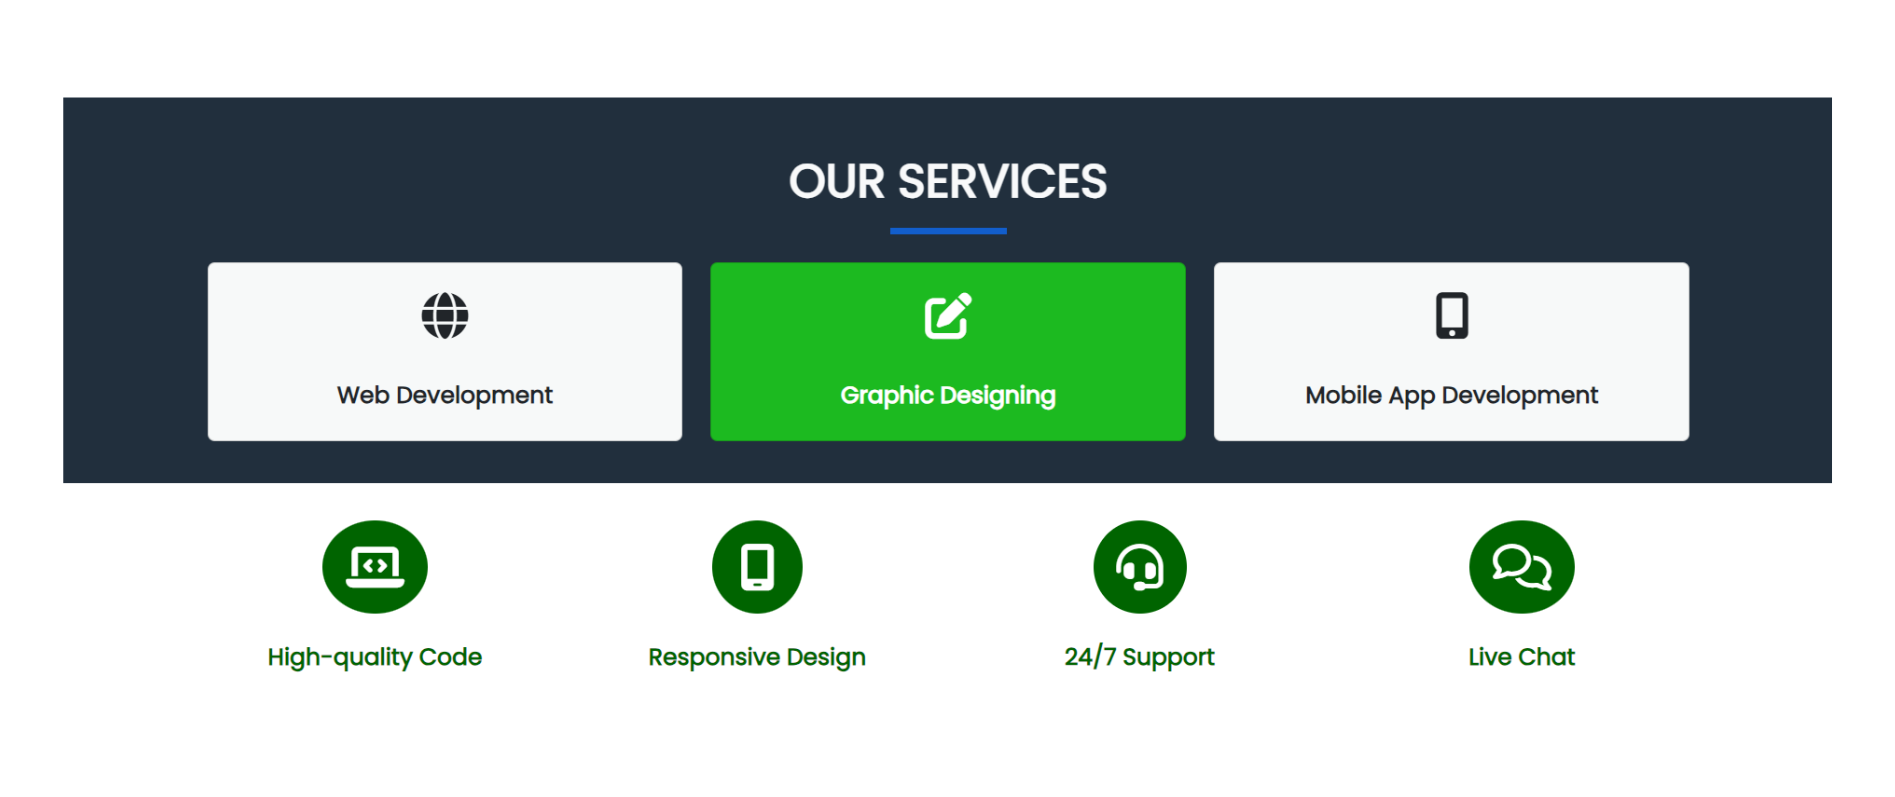 OUR SERVICES
Web Development
Graphic Designing
Mobile App Development
High-quality Code
Responsive Design
24/7 Support
Live Chat